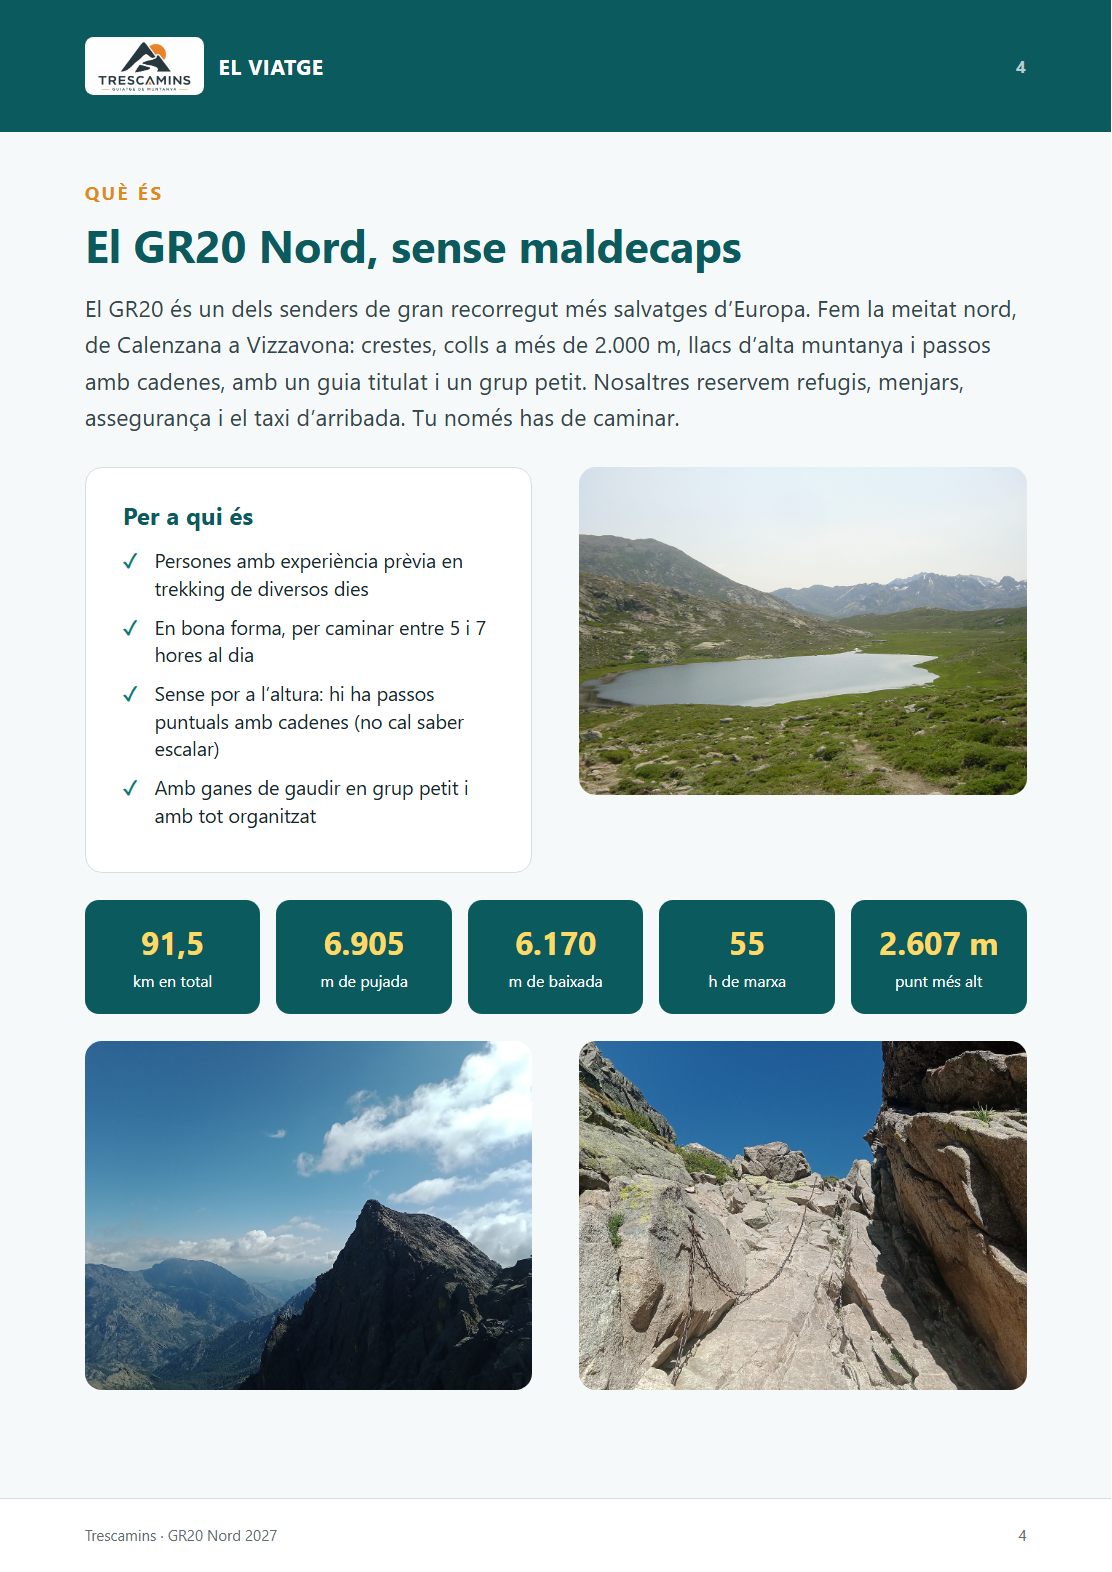 TRESCAMINS
GUIATGE DE MUNTANYA
EL VIATGE
4
QUÈ ÉS
El GR20 Nord, sense maldecaps
El GR20 és un dels senders de gran recorregut més salvatges d’Europa. Fem la meitat nord,
de Calenzana a Vizzavona: crestes, colls a més de 2.000 m, llacs d’alta muntanya i passos
amb cadenes, amb un guia titulat i un grup petit. Nosaltres reservem refugis, menjars,
assegurança i el taxi d’arribada. Tu només has de caminar.
Per a qui és
✓ Persones amb experiència prèvia en
trekking de diversos dies
✓ En bona forma, per caminar entre 5 i 7
hores al dia
✓ Sense por a l’altura: hi ha passos
puntuals amb cadenes (no cal saber
escalar)
✓ Amb ganes de gaudir en grup petit i
amb tot organitzat
91,5
km en total
6.905
m de pujada
6.170
m de baixada
55
h de marxa
2.607 m
punt més alt
Trescamins · GR20 Nord 2027
4